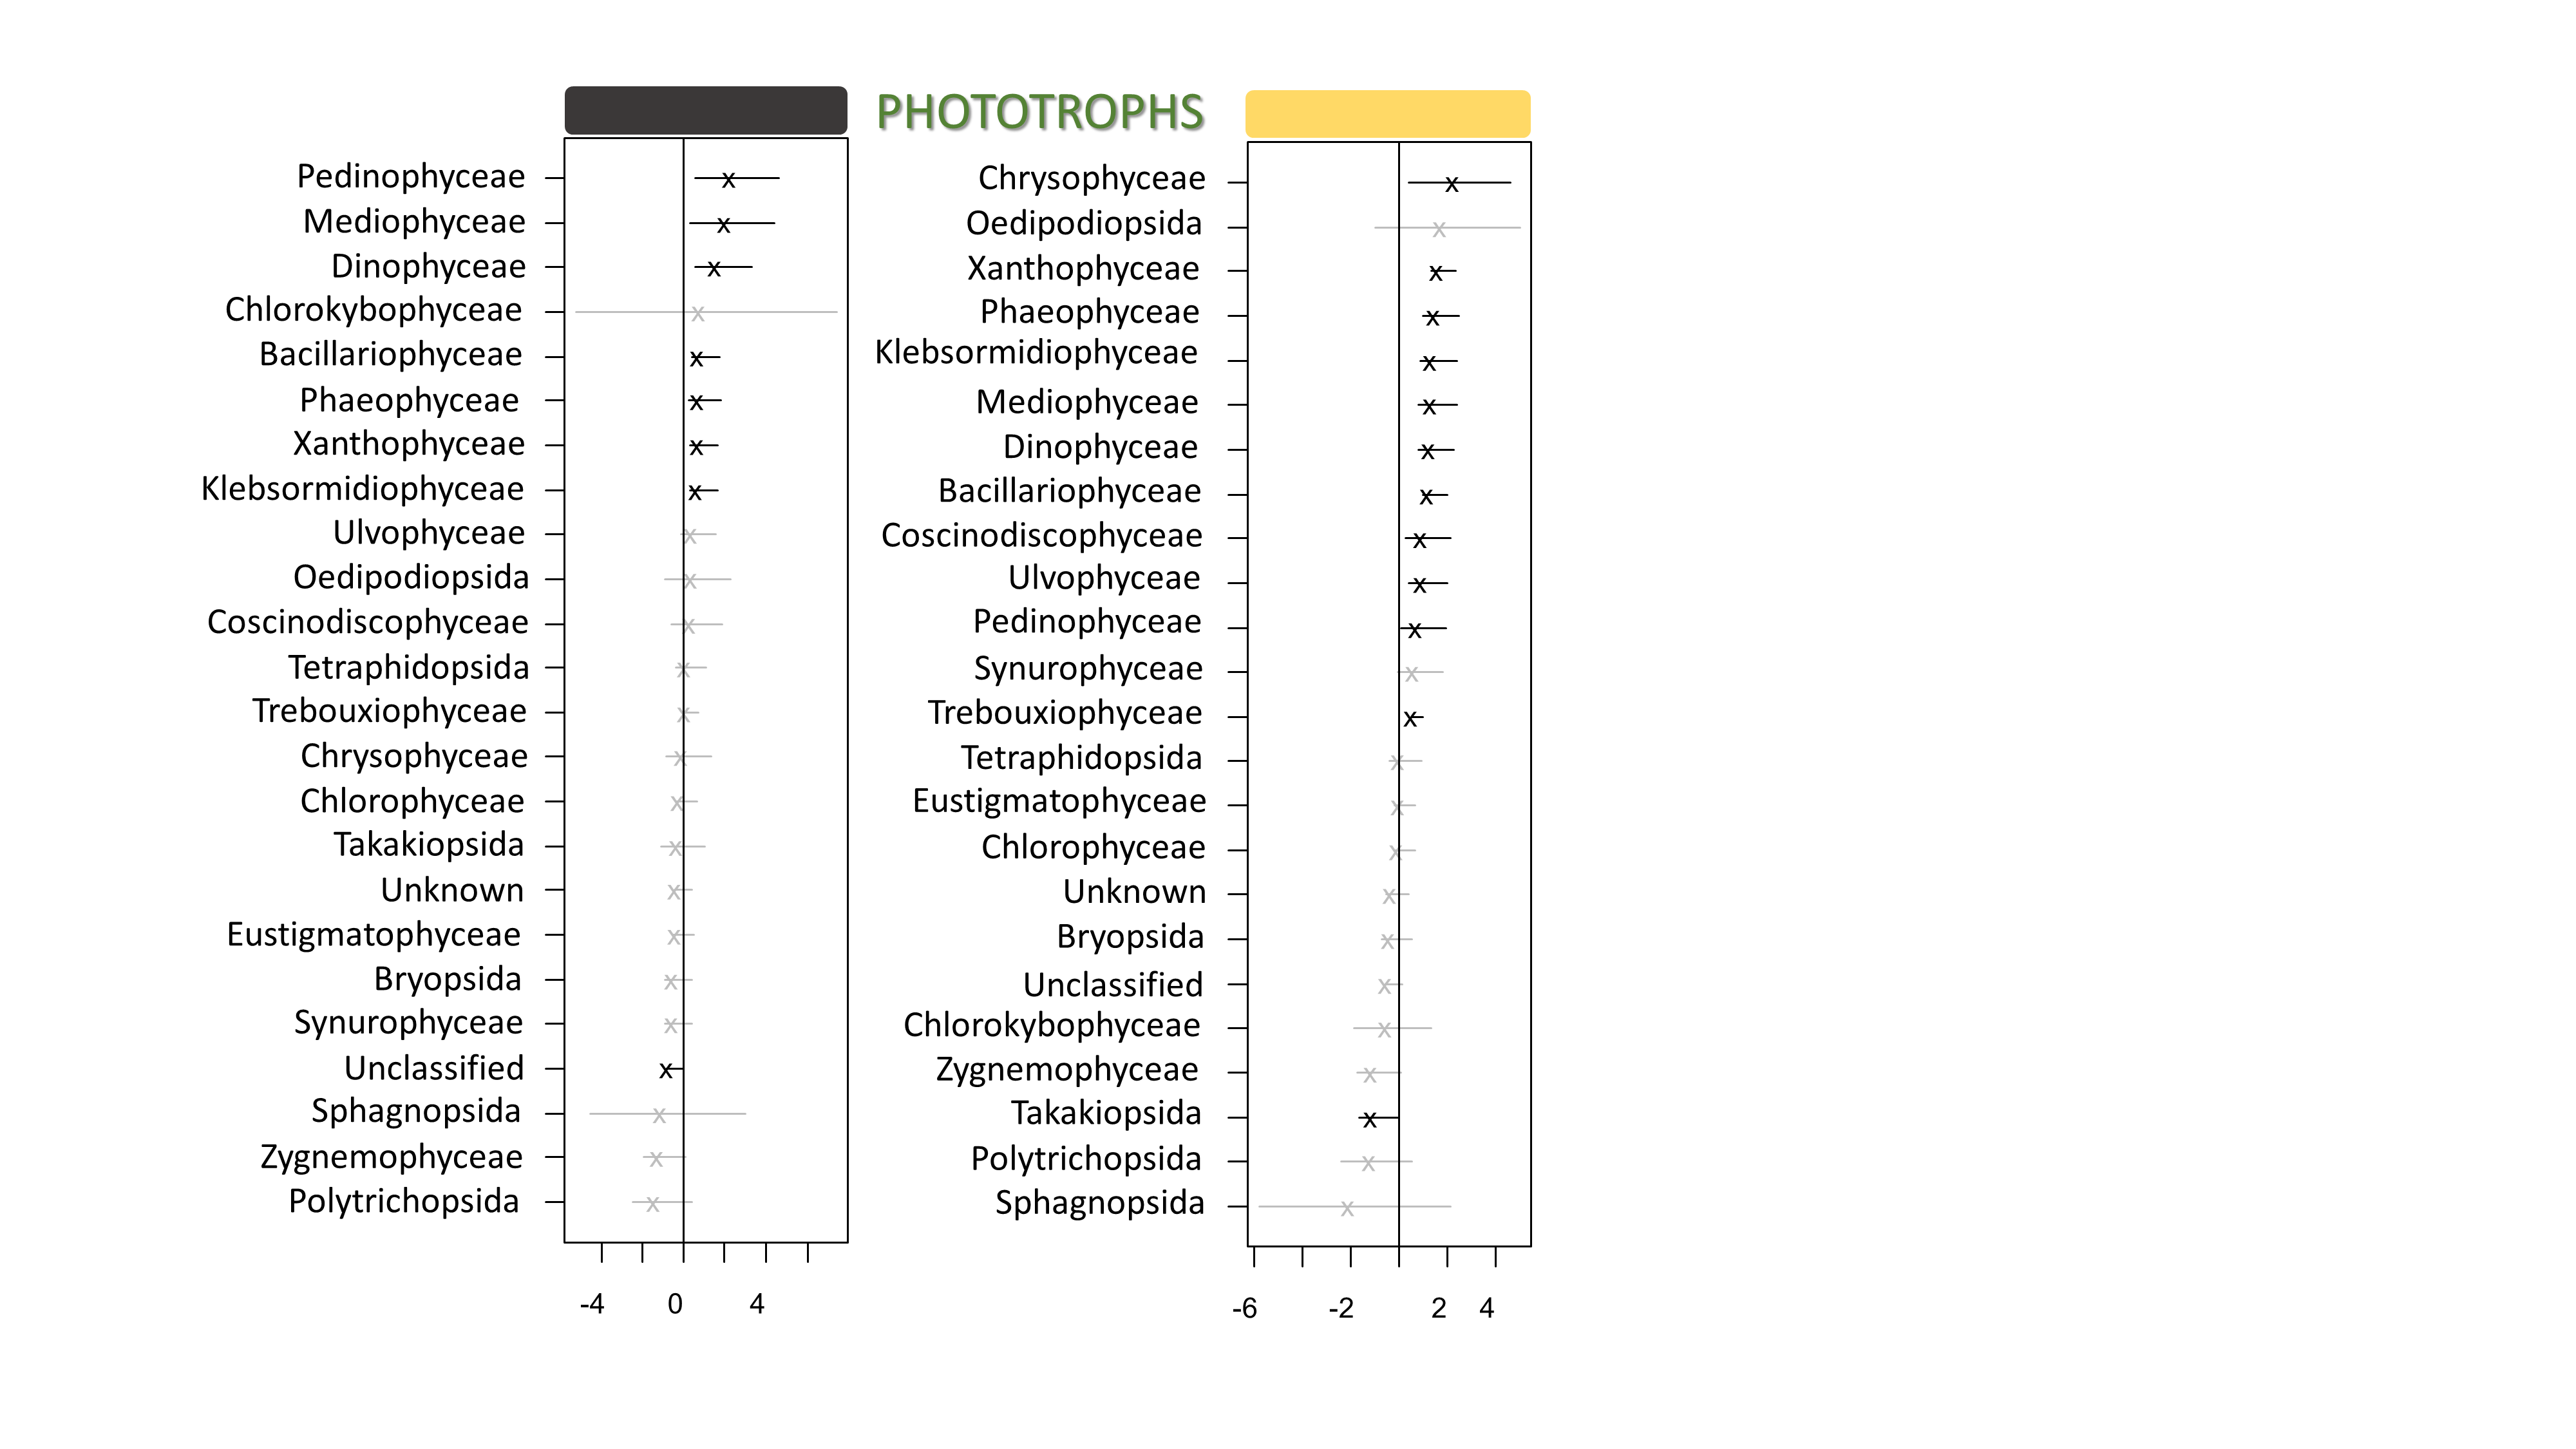 PHOTOTROPHS
Pedinophyceae
Mediophyceae
Dinophyceae
Chlorokybophyceae
Bacillariophyceae
Phaeophyceae
Xanthophyceae
Klebsormidiophyceae
Ulvophyceae
Oedipodiopsida
Coscinodiscophyceae
Tetraphidopsida
Trebouxiophyceae
Chrysophyceae
Chlorophyceae
Takakiopsida
Unknown
Eustigmatophyceae
Bryopsida
Synurophyceae
Unclassified
Sphagnopsida
Zygnemophyceae
Polytrichopsida
-4 0 4
Chrysophyceae
Oedipodiopsida
Xanthophyceae
Phaeophyceae
Klebsormidiophyceae
Mediophyceae
Dinophyceae
Bacillariophyceae
Coscinodiscophyceae
Ulvophyceae
Pedinophyceae
Synurophyceae
Trebouxiophyceae
Tetraphidopsida
Eustigmatophyceae
Chlorophyceae
Unknown
Bryopsida
Unclassified
Chlorokybophyceae
Zygnemophyceae
Takakiopsida
Polytrichopsida
Sphagnopsida
-6 -2 2 4